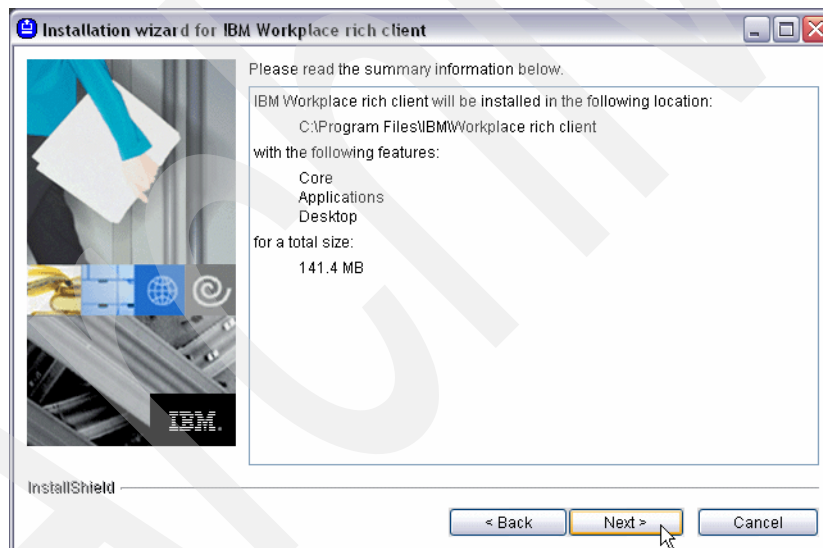 Installation wizard for IBM Workplace rich client
Please read the summary information below.
IBM Workplace rich client will be installed in the following location:
C:\Program Files\IBM\Workplace rich client
with the following features:
Core
Applications
Desktop
for a total size:
141.4 MB
IBM.
InstallShield
< Back
Next >
Cancel